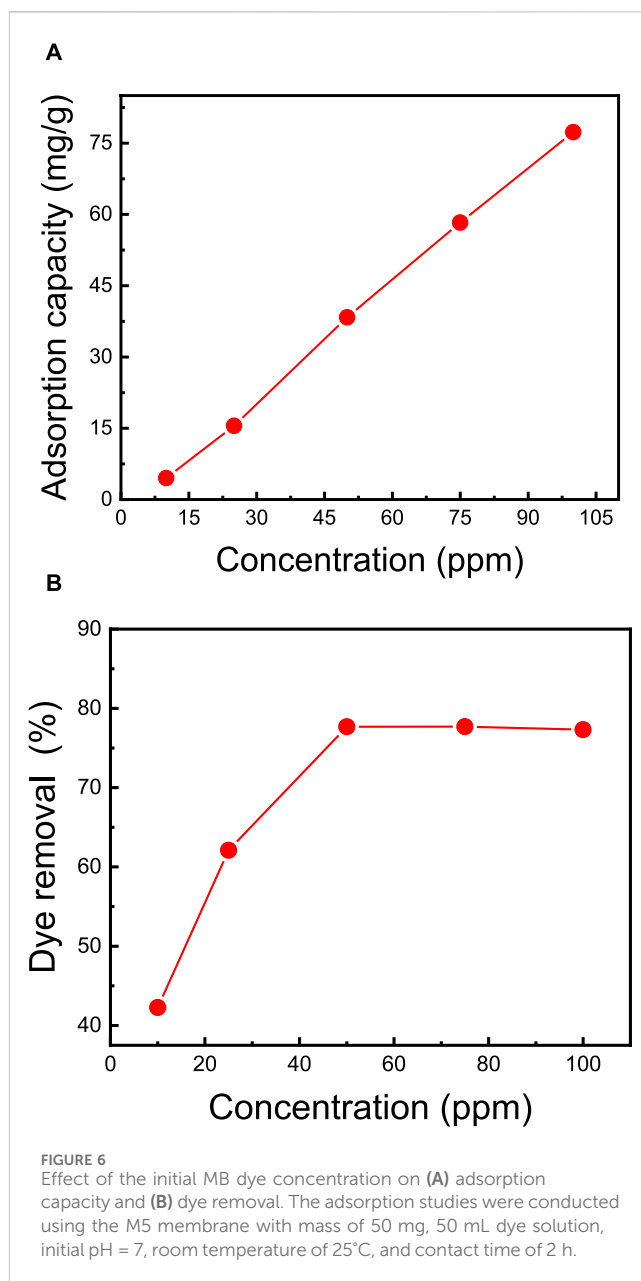 A
Adsorption capacity (mg/g)
75
60
45
30
15
0
0 15 30 45 60 75 90 105
Concentration (ppm)
B
Dye removal (%)
90
80
70
60
50
40
0 20 40 60 80 100
Concentration (ppm)
FIGURE 6
Effect of the initial MB dye concentration on (A) adsorption
capacity and (B) dye removal. The adsorption studies were conducted
using the M5 membrane with mass of 50 mg, 50 mL dye solution,
initial pH = 7, room temperature of 25°C, and contact time of 2 h.